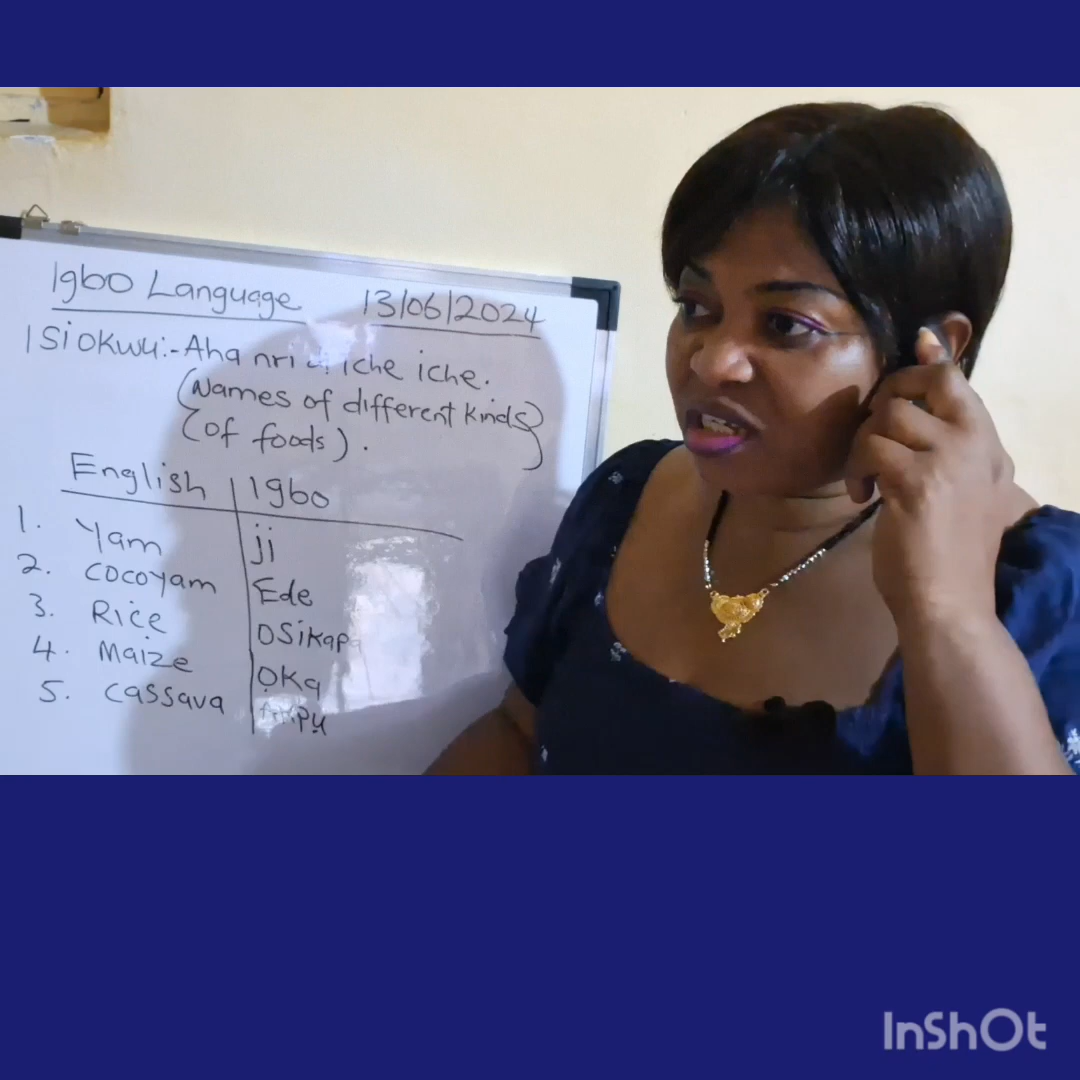 Igbo Language 13/06/2024
Isiokwu:- Aha nri iche iche.
(Names of different Kinds)
(of foods).
English Igbo
1. Yam ji
2. Cocoyam Ede
3. Rice Osikapa
4. Maize Ọka
5. Cassava
InShOt